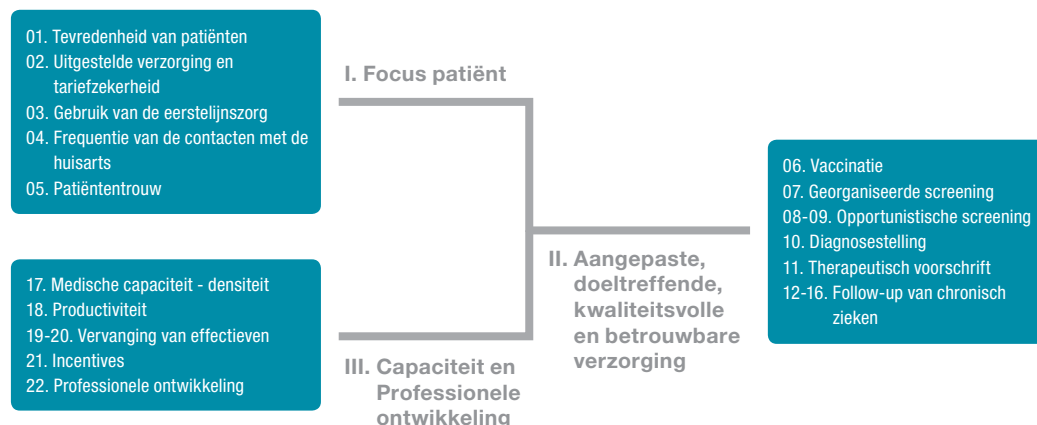 01. Tevredenheid van patiënten
02. Uitgestelde verzorging en
tariefzekerheid
03. Gebruik van de eerstelijnszorg
04. Frequentie van de contacten met de
huisarts
05. Patiëntentrouw
I. Focus patiënt
06. Vaccinatie
07. Georganiseerde screening
08-09. Opportunistische screening
10. Diagnosestelling
11. Therapeutisch voorschrift
12-16. Follow-up van chronisch
zieken
II. Aangepaste,
doeltreffende,
kwaliteitsvolle
en betrouwbare
verzorging
17. Medische capaciteit - densiteit
18. Productiviteit
19-20. Vervanging van effectieven
21. Incentives
22. Professionele ontwikkeling
III. Capaciteit en
Professionele
ontwikkeling